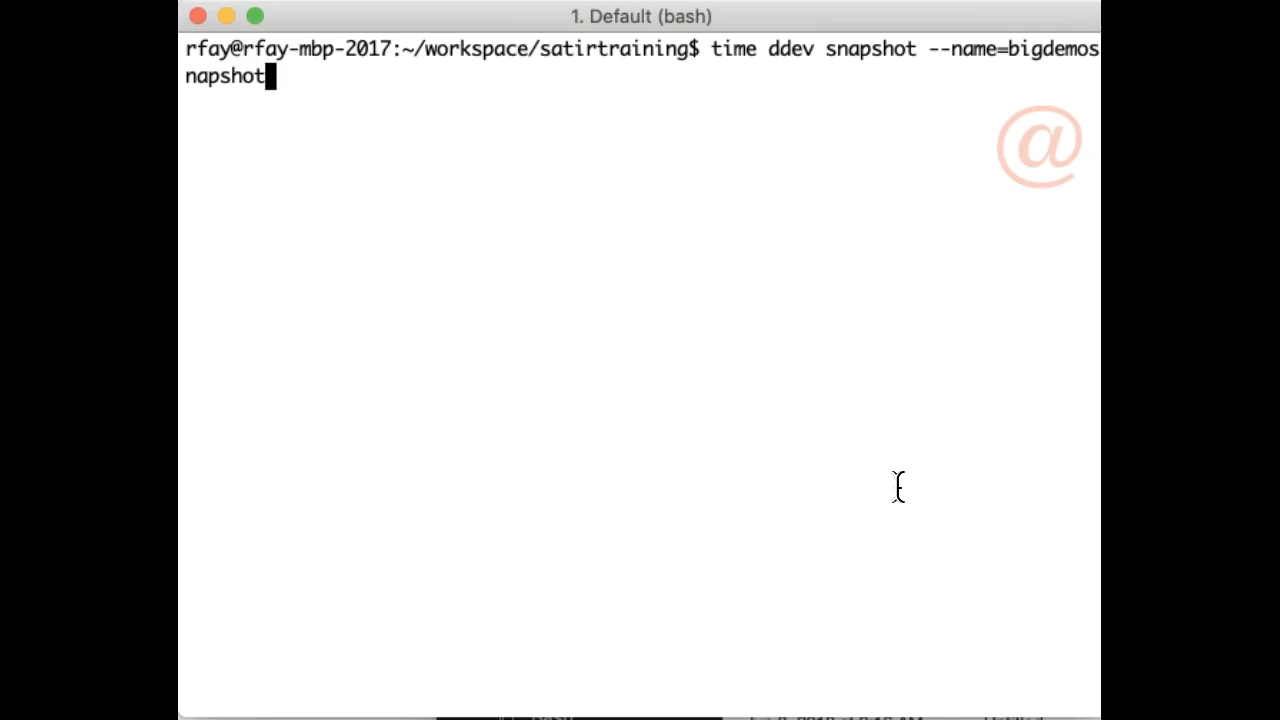 1. Default (bash)
rfay@rfay-mbp-2017:~/workspace/satirtraining$ time ddev snapshot --name=bigdemos
napshot
@